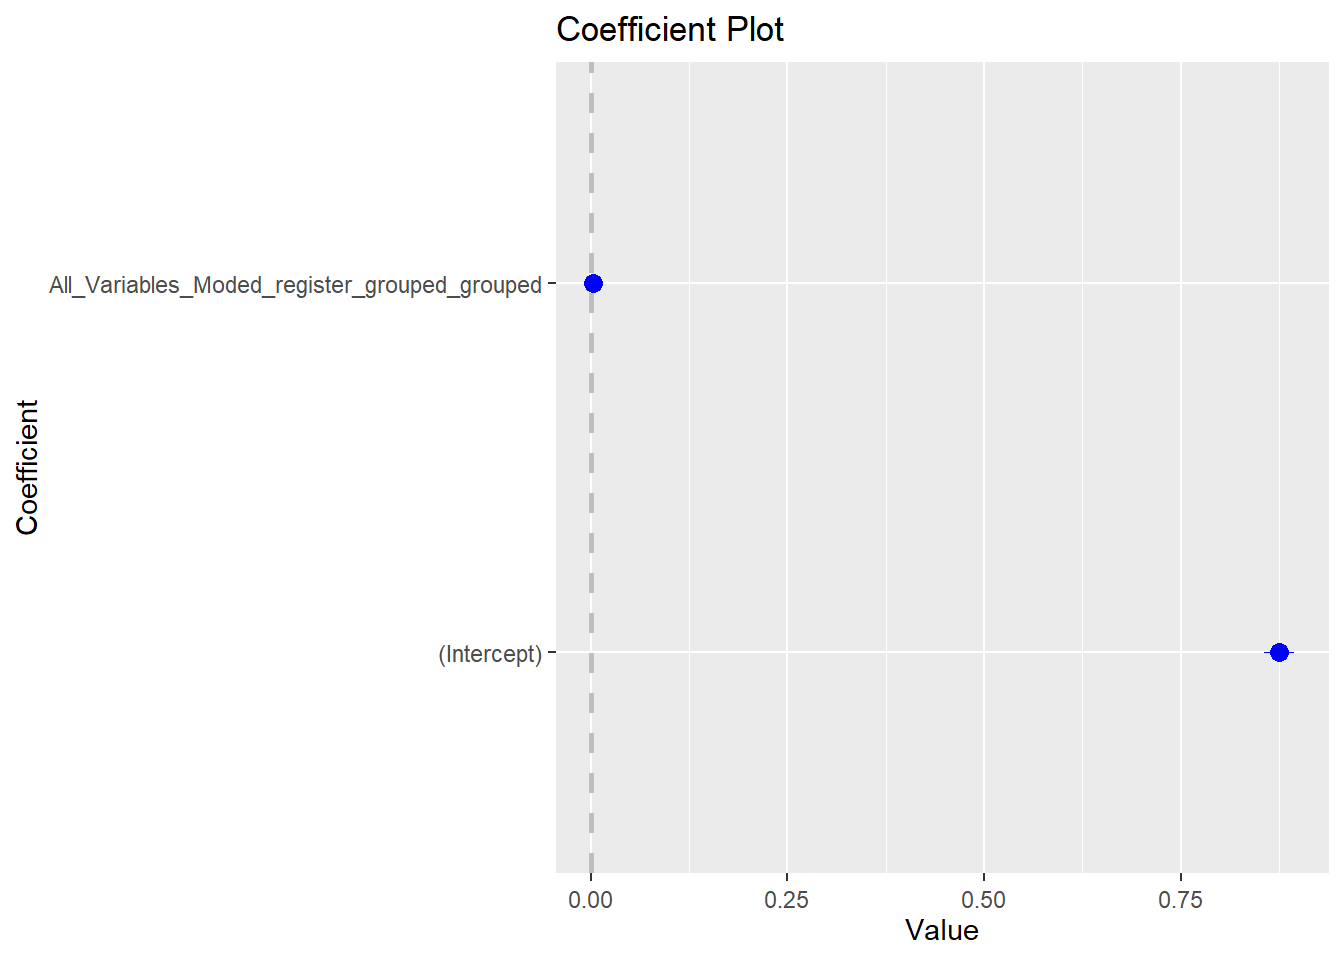 Coefficient Plot
All_Variables_Moded_register_grouped_grouped
Coefficient
(Intercept)
0.00
0.25
0.50
0.75
Value